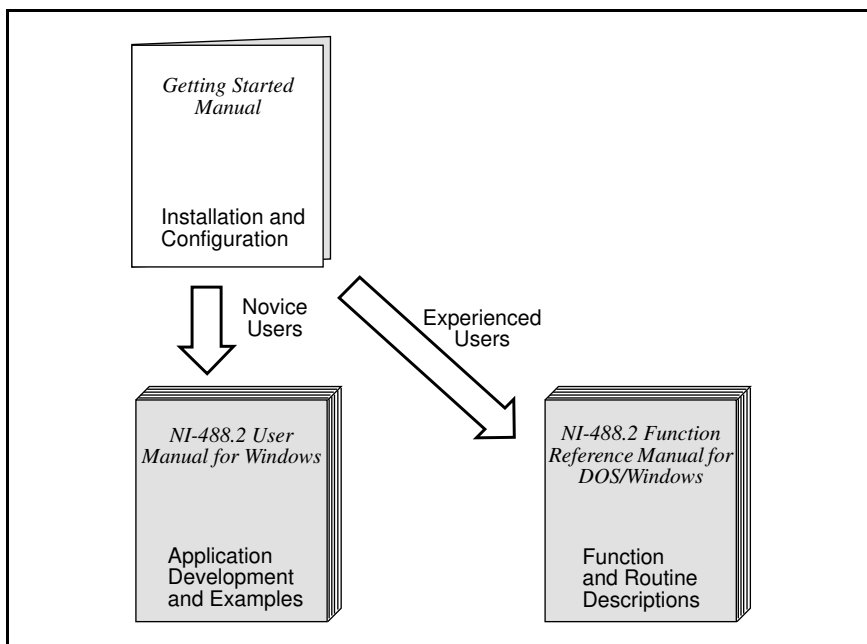 Getting Started
Manual
Installation and
Configuration
Novice
Users
Experienced
Users
NI-488.2 User
Manual for Windows
Application
Development
and Examples
NI-488.2 Function
Reference Manual for
DOS/Windows
Function
and Routine
Descriptions